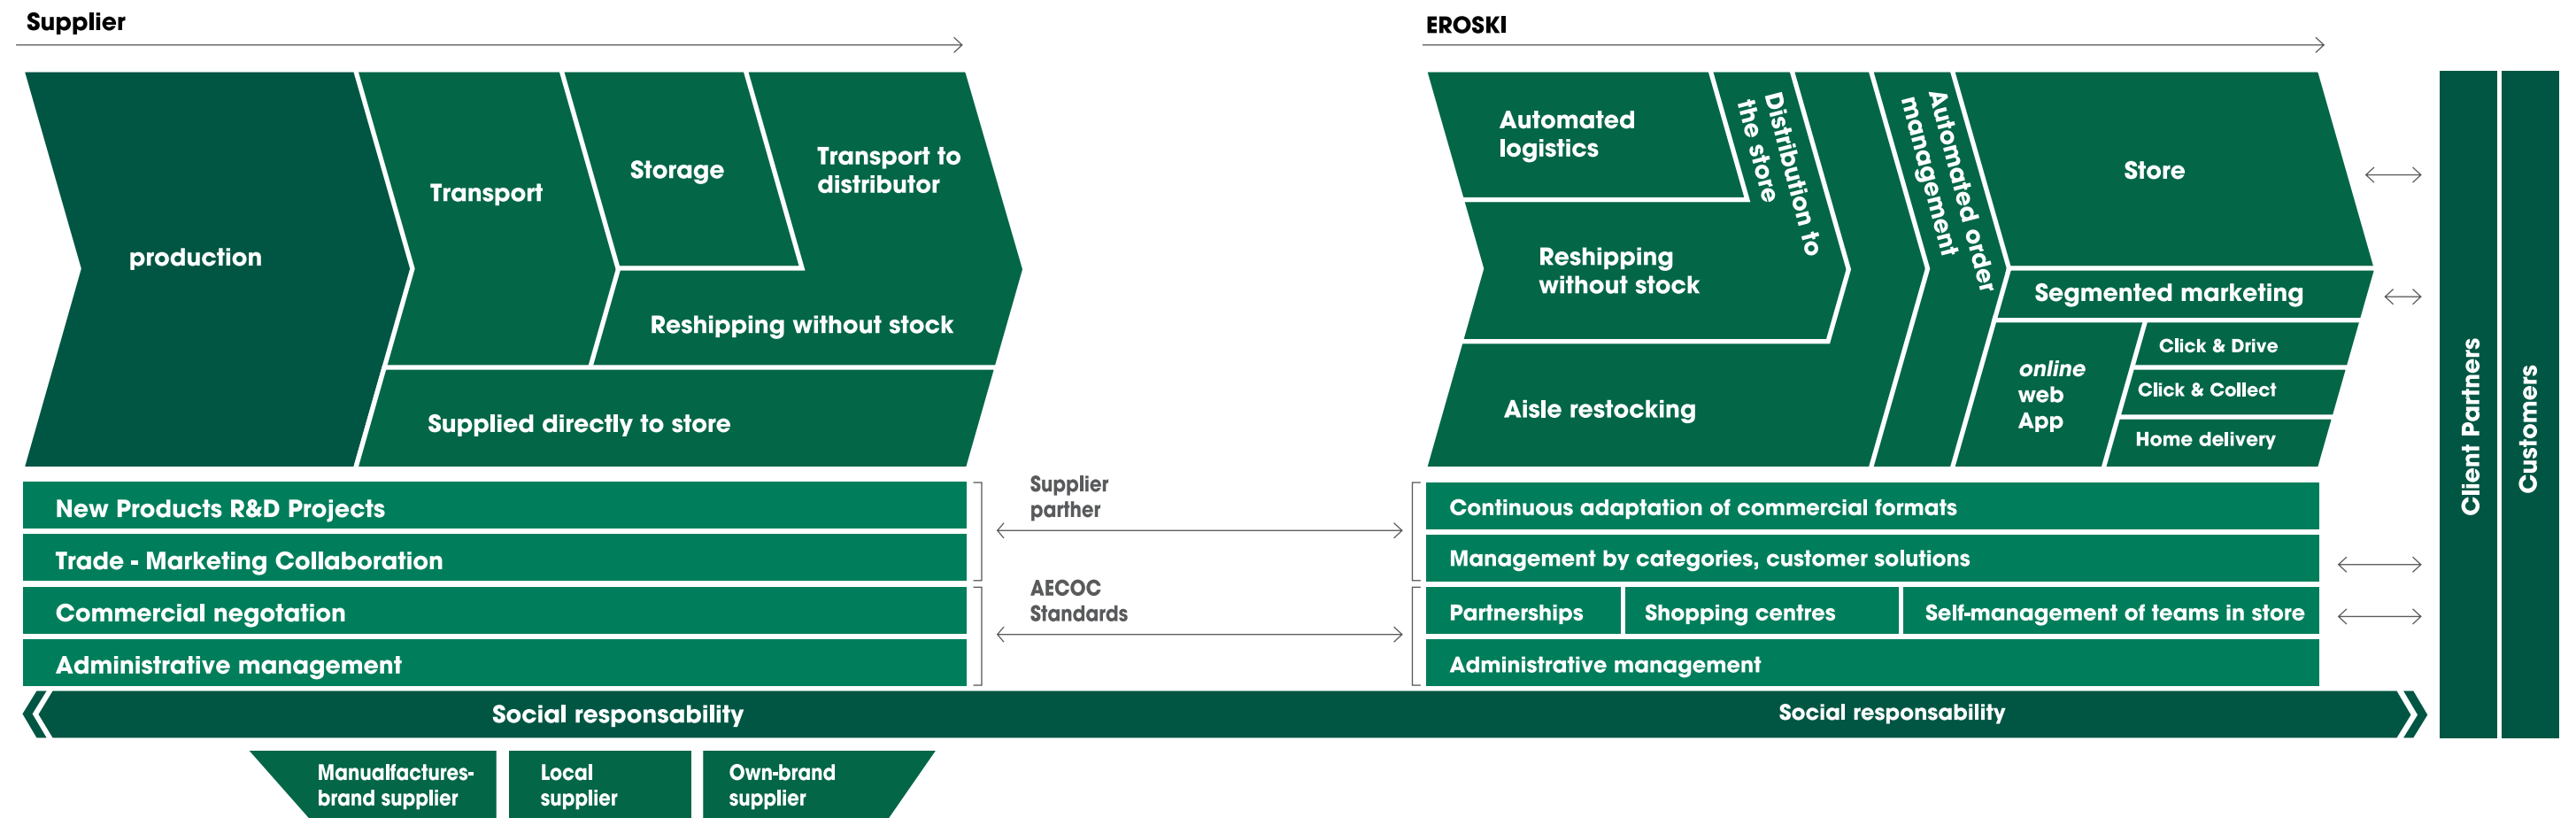 Supplier
production
Transport
Storage
Transport to
distributor
Reshipping without stock
Supplied directly to store
New Products R&D Projects
Trade - Marketing Collaboration
Commercial negotation
Administrative management
Supplier
parther
AECOC
Standards
EROSKI
Automated
logistics
Distribution to
the store
Reshipping
without stock
Aisle restocking
Automated order
management
Store
Segmented marketing
online
web
App
Click & Drive
Click & Collect
Home delivery
Continuous adaptation of commercial formats
Management by categories, customer solutions
Partnerships
Shopping centres
Self-management of teams in store
Administrative management
Client Partners
Customers
Social responsability
Social responsability
Manualfactures-
brand supplier
Local
supplier
Own-brand
supplier